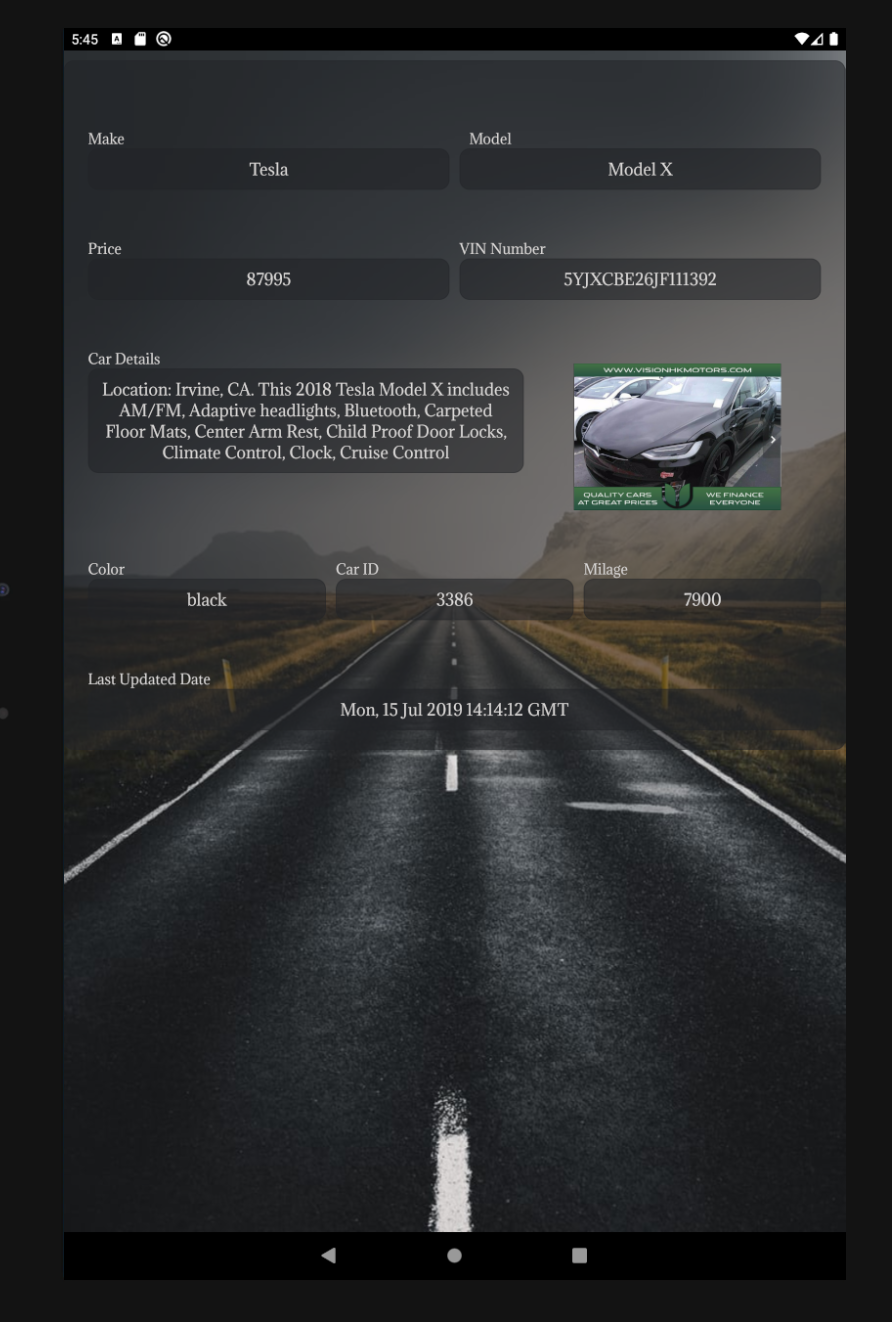 5:45
Make
Model
Tesla
Model X
Price
VIN Number
87995
5YJXCBE26JF111392
Car Details
Location: Irvine, CA. This 2018 Tesla Model X includes
AM/FM, Adaptive headlights, Bluetooth, Carpeted
Floor Mats, Center Arm Rest, Child Proof Door Locks,
Climate Control, Clock, Cruise Control
WWW.VISIONHKMOTORS.COM
QUALITY CARS
AT GREAT PRICES
WE FINANCE
EVERYONE
Color
Car ID
Milage
black
3386
7900
Last Updated Date
Mon, 15 Jul 2019 14:14:12 GMT